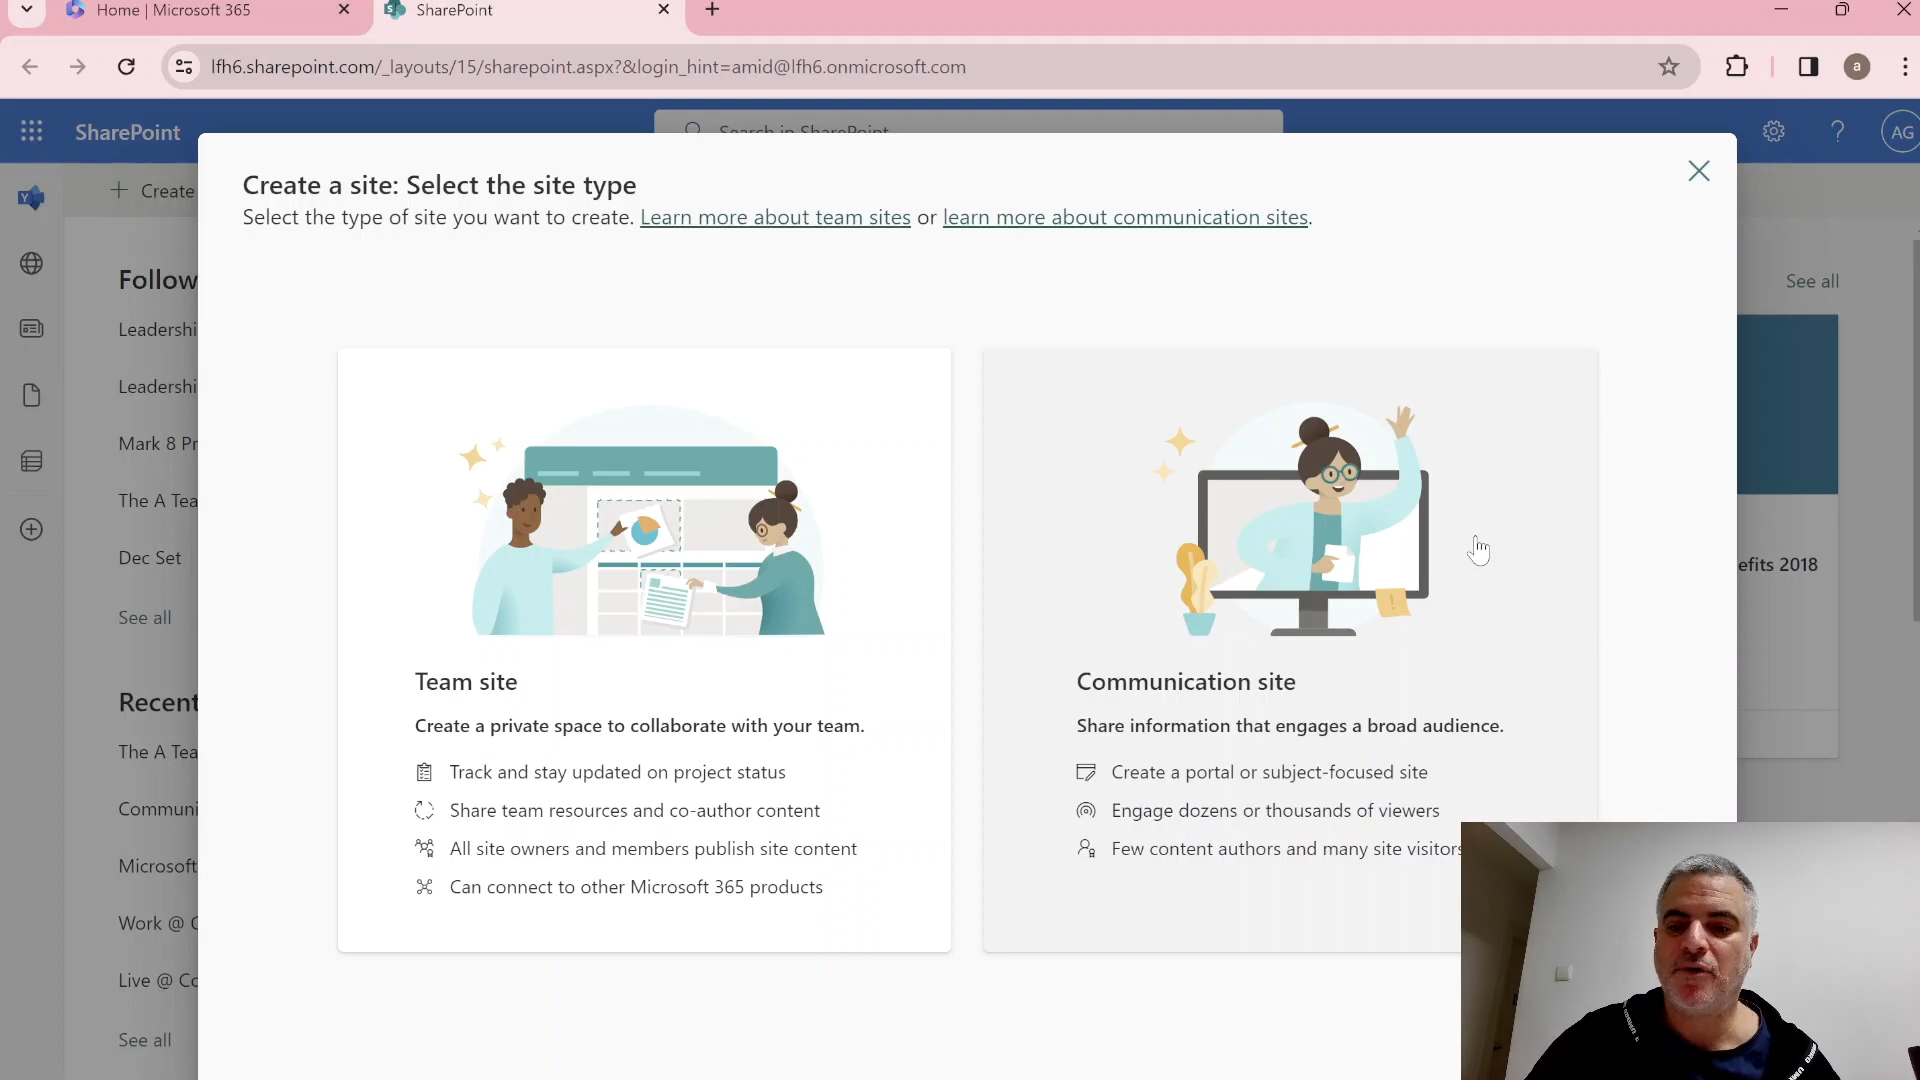 Home | Microsoft 365
SharePoint
lfh6.sharepoint.com/_layouts/15/sharepoint.aspx?&login_hint=amid@lfh6.onmicrosoft.com
a
SharePoint
Search in SharePoint
AG
Create
Create a site: Select the site type
Select the type of site you want to create. Learn more about team sites or learn more about communication sites.
Follow
See all
Leadershi
Leadershi
Mark 8 Pr
The A Tea
Dec Set
See all
efits 2018
Recent
The A Tea
Communi
Microsoft
Work @ C
Live @ Co
See all
Team site
Create a private space to collaborate with your team.
Track and stay updated on project status
Share team resources and co-author content
All site owners and members publish site content
Can connect to other Microsoft 365 products
Communication site
Share information that engages a broad audience.
Create a portal or subject-focused site
Engage dozens or thousands of viewers
Few content authors and many site visitors